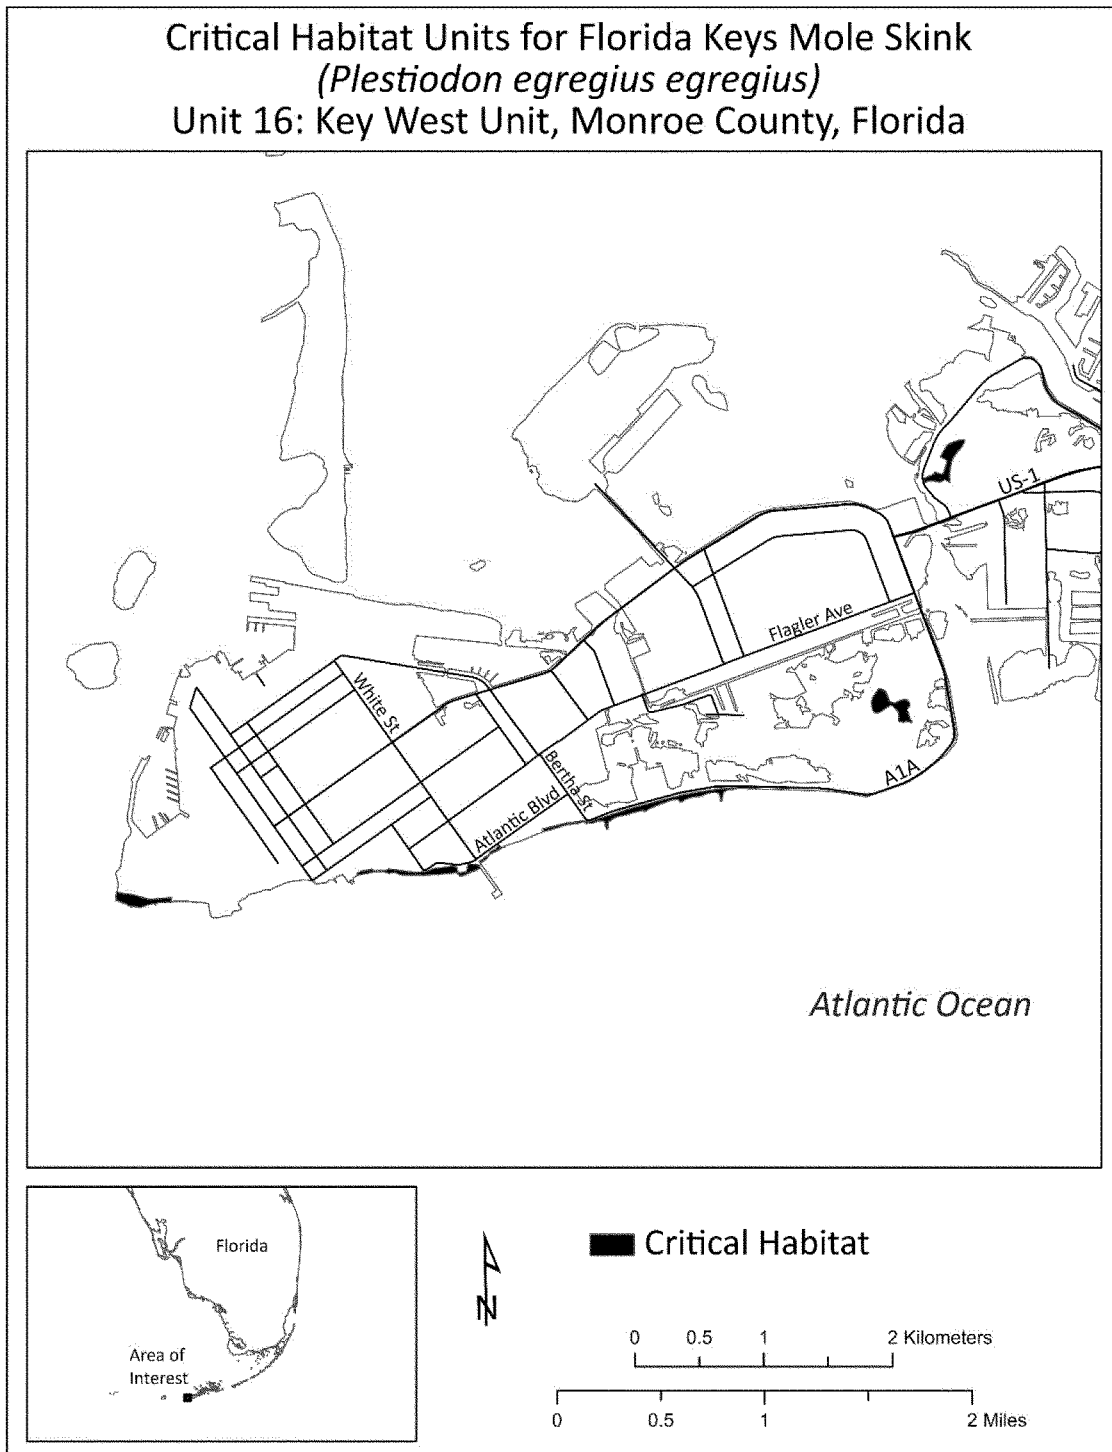 Critical Habitat Units for Florida Keys Mole Skink
(Plestiodon egregius egregius)
Unit 16: Key West Unit, Monroe County, Florida
US-1
Flagler Ave
White St
Bertha St
A1A
Atlantic Blvd
Atlantic Ocean
Florida
Area of
Interest
N
Critical Habitat
0 0.5 1 2 Kilometers
0 0.5 1 2 Miles